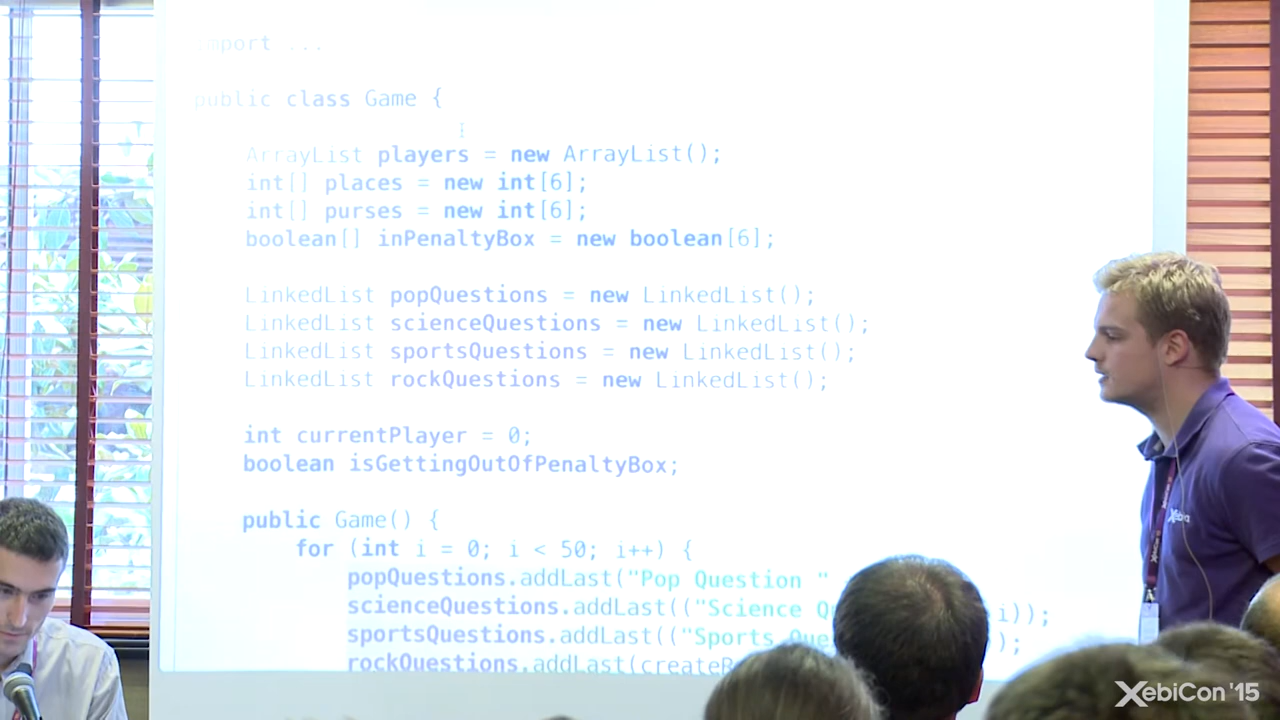 import ...
public class Game {
ArrayList players = new ArrayList();
int[] places = new int[6];
int[] purses = new int[6];
boolean[] inPenaltyBox = new boolean[6];
LinkedList popQuestions = new LinkedList();
LinkedList scienceQuestions = new LinkedList();
LinkedList sportsQuestions = new LinkedList();
LinkedList rockQuestions = new LinkedList();
int currentPlayer = 0;
boolean isGettingOutOfPenaltyBox;
public Game() {
for (int i = 0; i < 50; i++) {
popQuestions.addLast("Pop Question "
scienceQuestions.addLast(("Science i));
sportsQuestions.addLast(("Sports );
rockQuestions.addLast(
Xebia
XebiCon '15
XebiCon '15